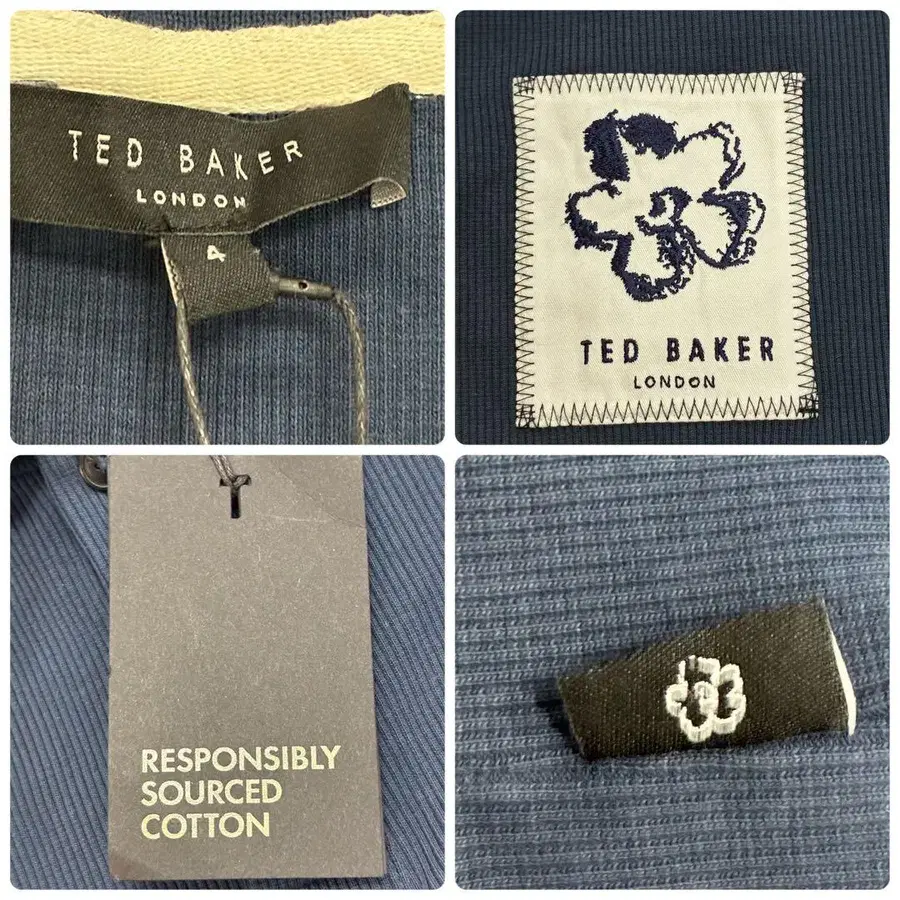 TED BAKER
LONDON
4
TED BAKER
LONDON
RESPONSIBLY
SOURCED
COTTON